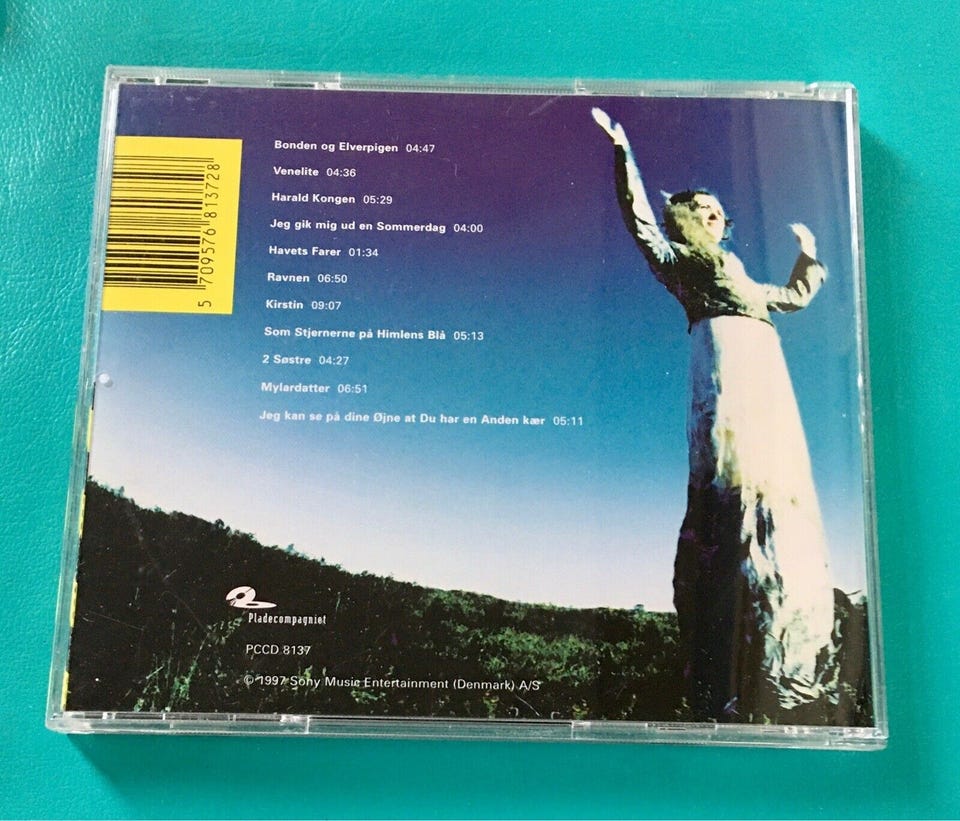 Bonden og Elverpigen 04:47
Venelite 04:36
Harald Kongen 05:29
Jeg gik mig ud en Sommerdag 04:00
Havets Farer 01:34
Ravnen 06:50
Kirstin 09:07
Som Stjernerne på Himlens Blå 05:13
2 Søstre 04:27
Mylardatter 06:51
Jeg kan se på dine Øjne at Du har en Anden kær 05:11
5 709576 813728
Pladecompagniet
PCCD 8137
© 1997 Sony Music Entertainment (Denmark) A/S